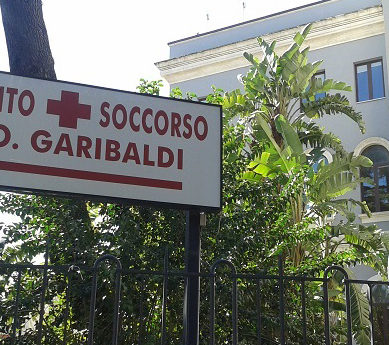 NTO SOCCORSO
O. GARIBALDI